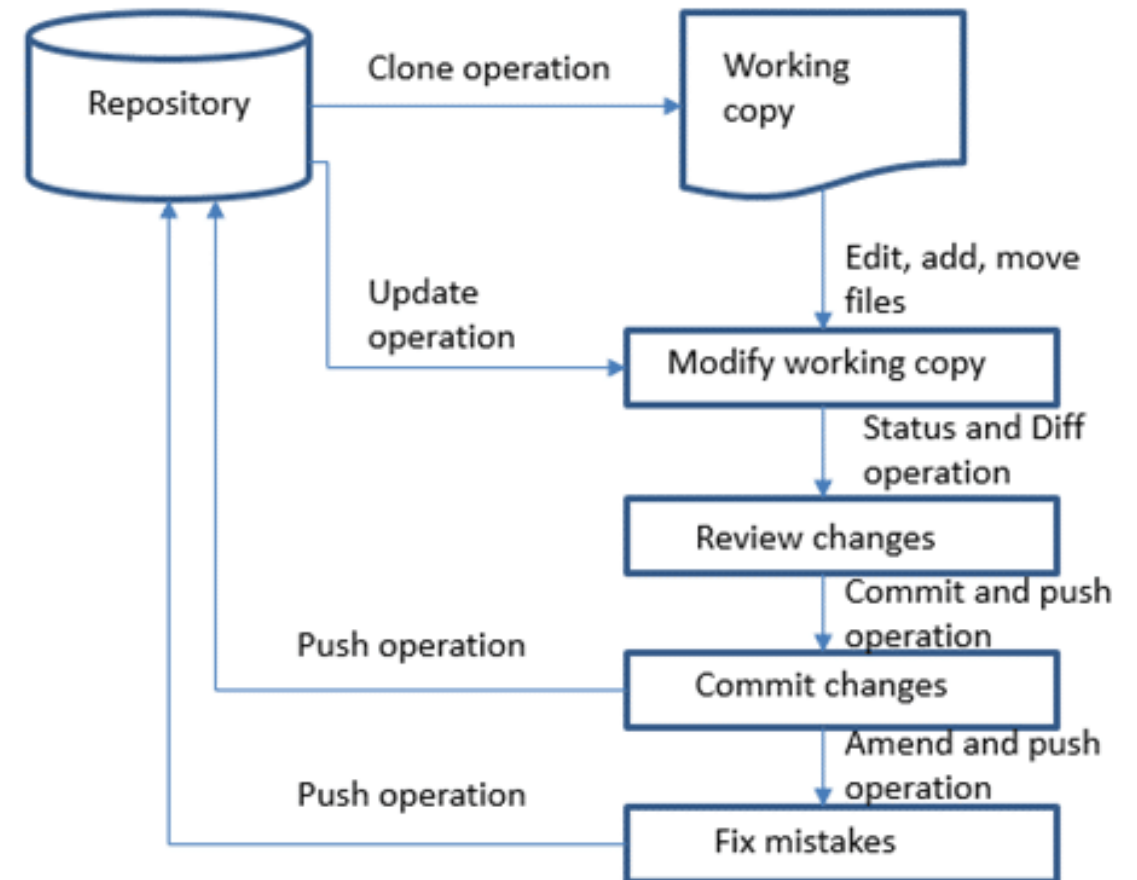 Repository
Clone operation
Working
copy
Edit, add, move
files
Update
operation
Modify working copy
Status and Diff
operation
Review changes
Commit and push
operation
Push operation
Commit changes
Amend and push
operation
Push operation
Fix mistakes